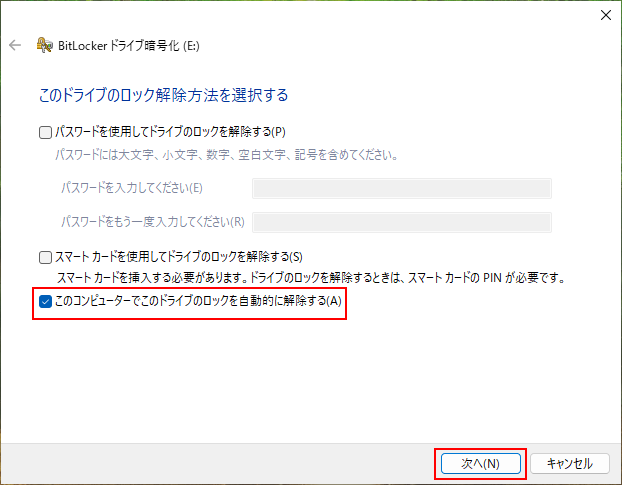 BitLocker ドライブ暗号化 (E:)
このドライブのロック解除方法を選択する
パスワードを使用してドライブのロックを解除する(P)
パスワードには大文字、小文字、数字、空白文字、記号を含めてください。
パスワードを入力してください(E)
パスワードをもう一度入力してください(R)
スマート カードを使用してドライブのロックを解除する(S)
スマート カードを挿入する必要があります。ドライブのロックを解除するときは、スマート カードの PIN が必要です。
このコンピューターでこのドライブのロックを自動的に解除する(A)
次へ(N)
キャンセル